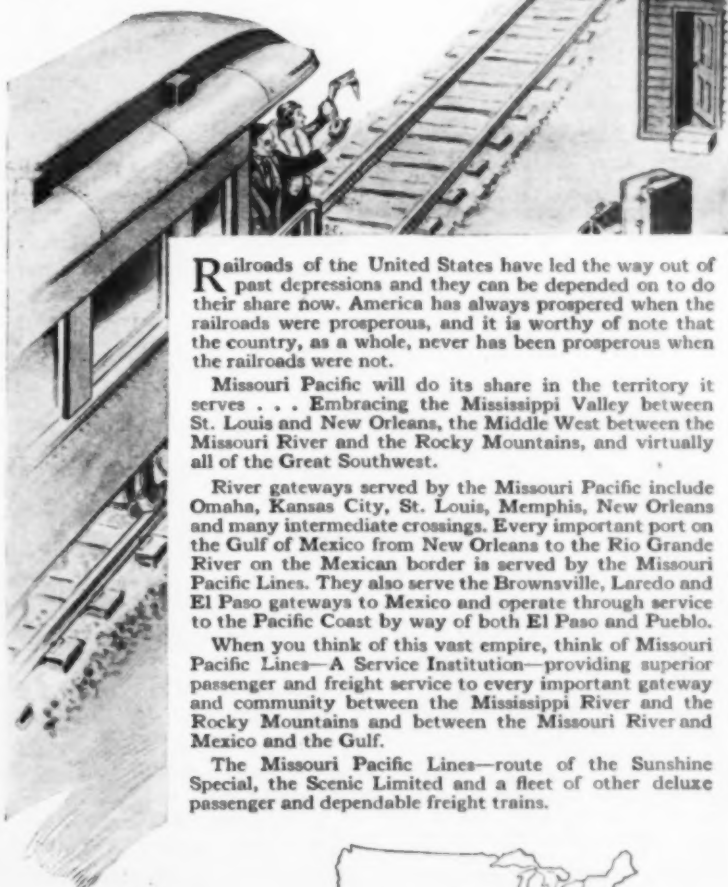 Railroads of the United States have led the way out of
past depressions and they can be depended on to do
their share now. America has always prospered when the
railroads were prosperous, and it is worthy of note that
the country, as a whole, never has been prosperous when
the railroads were not.
Missouri Pacific will do its share in the territory it
serves . . . Embracing the Mississippi Valley between
St. Louis and New Orleans, the Middle West between the
Missouri River and the Rocky Mountains, and virtually
all of the Great Southwest.
River gateways served by the Missouri Pacific include
Omaha, Kansas City, St. Louis, Memphis, New Orleans
and many intermediate crossings. Every important port on
the Gulf of Mexico from New Orleans to the Rio Grande
River on the Mexican border is served by the Missouri
Pacific Lines. They also serve the Brownsville, Laredo and
El Paso gateways to Mexico and operate through service
to the Pacific Coast by way of both El Paso and Pueblo.
When you think of this vast empire, think of Missouri
Pacific Lines—A Service Institution—providing superior
passenger and freight service to every important gateway
and community between the Mississippi River and the
Rocky Mountains and between the Missouri River and
Mexico and the Gulf.
The Missouri Pacific Lines—route of the Sunshine
Special, the Scenic Limited and a fleet of other deluxe
passenger and dependable freight trains.